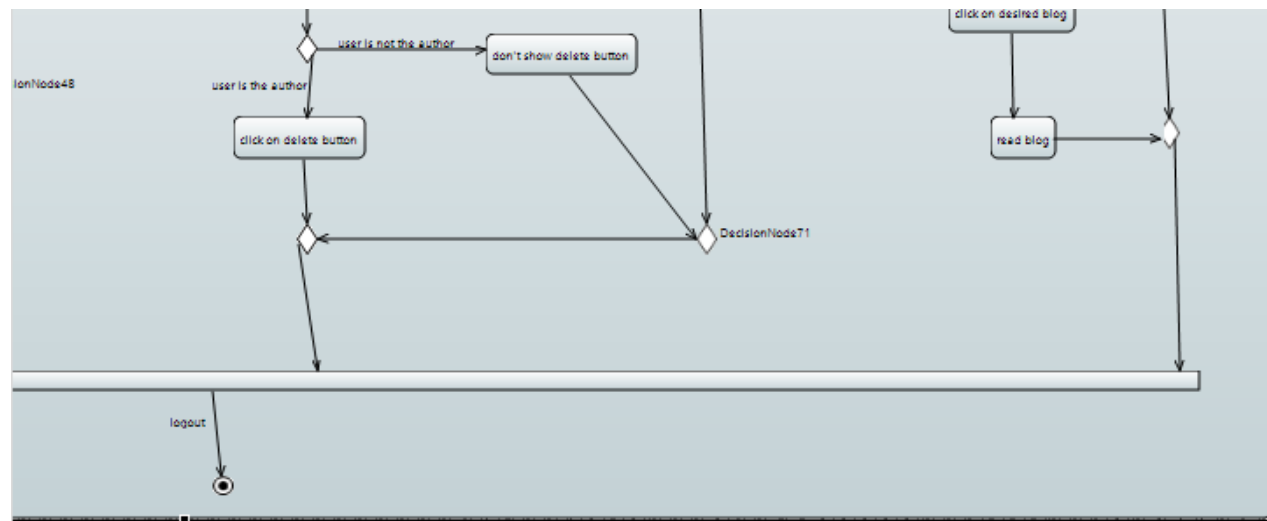 click on desired blog
user is not the author
don't show delete button
ionNode48
user is the author
click on delete button
read blog
DecisionNode71
logout